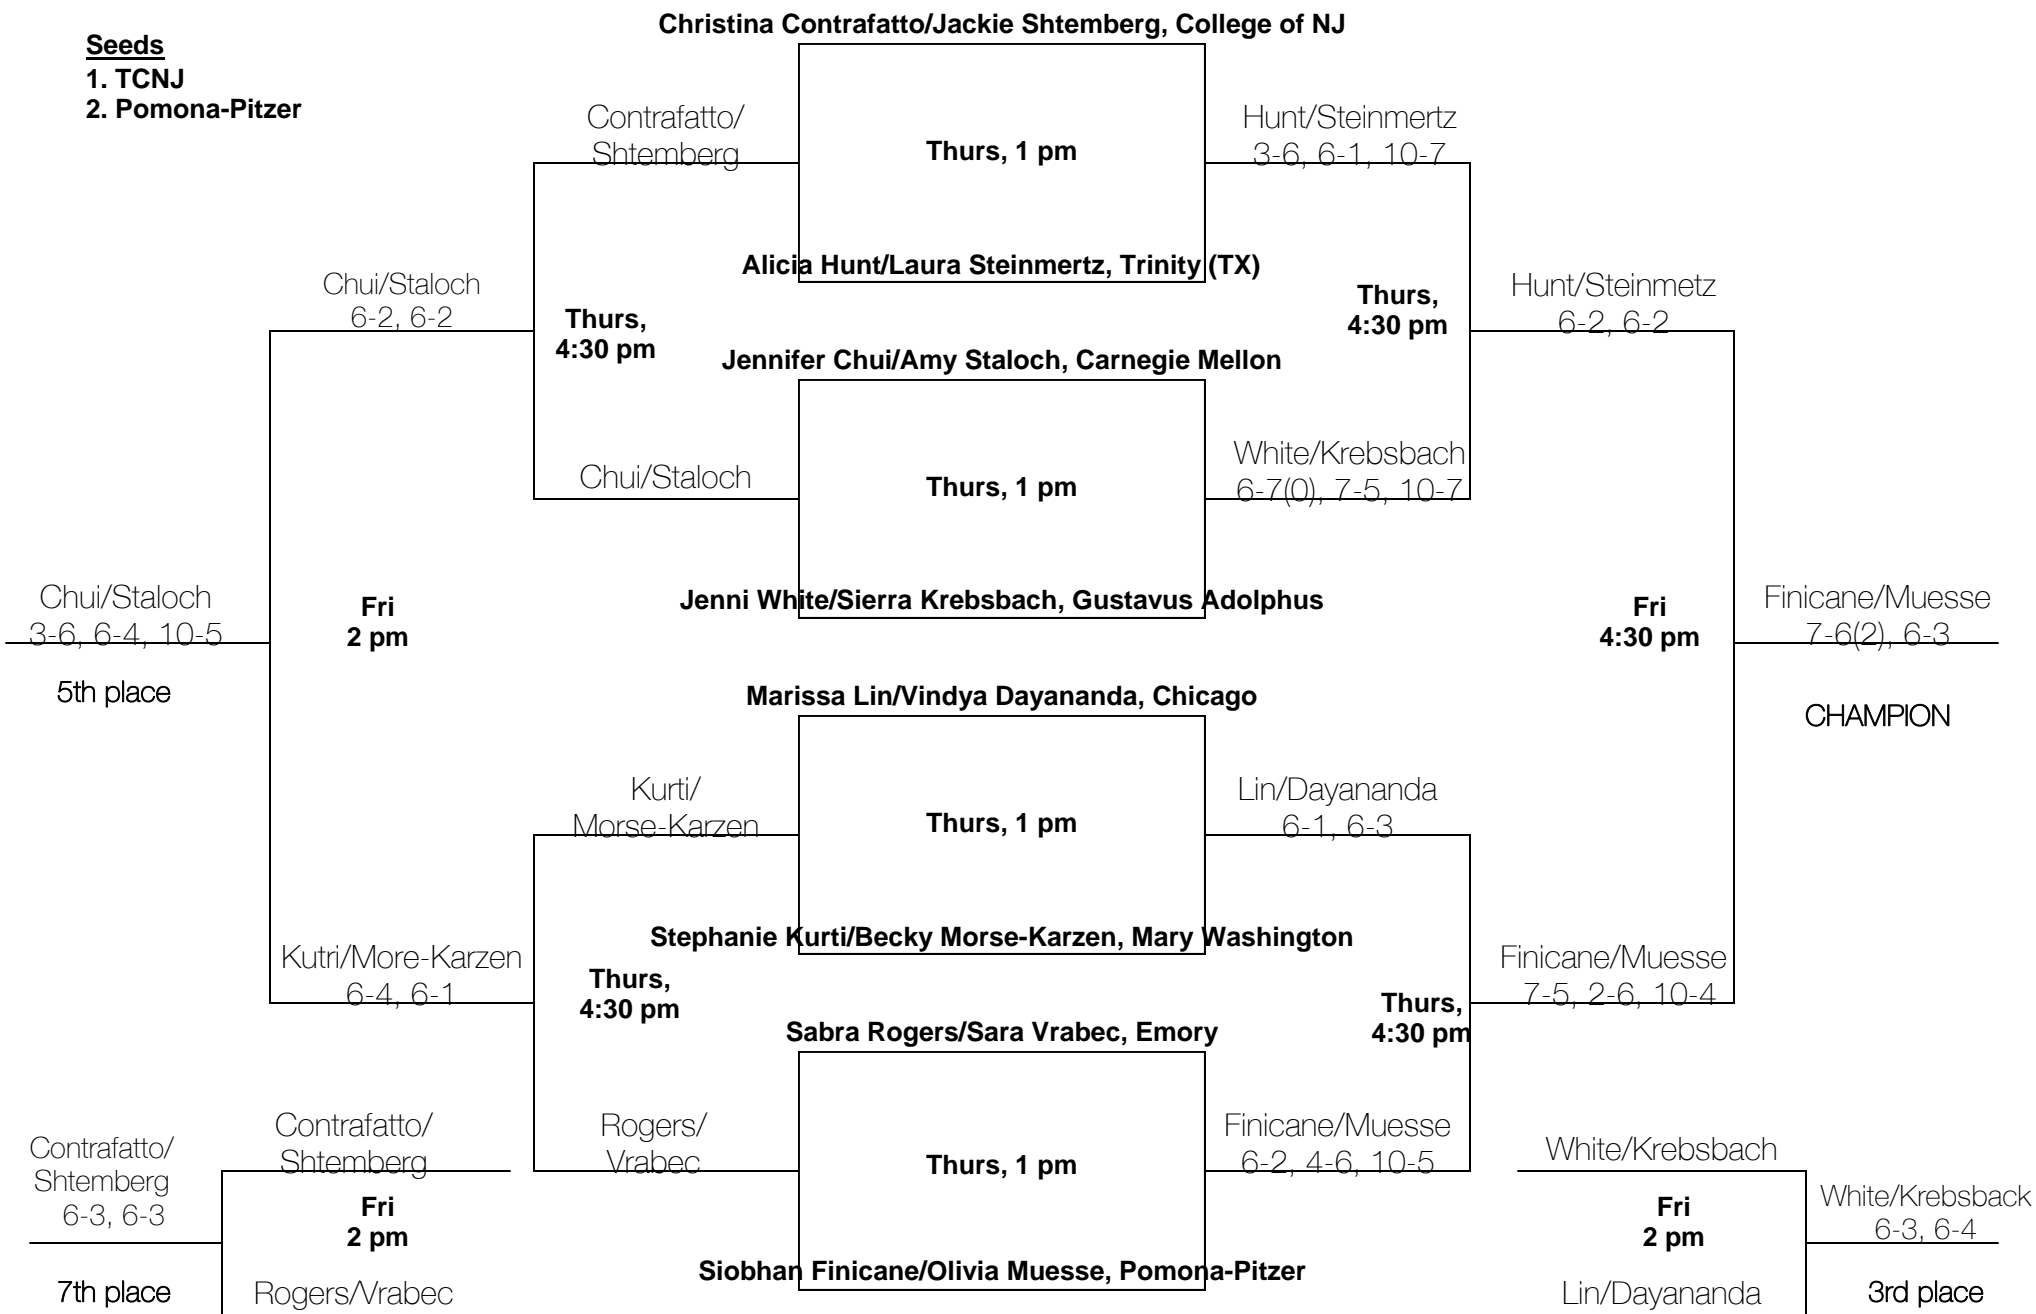 Christina Contrafatto/Jackie Shtemberg, College of NJ
Seeds
1. TCNJ
2. Pomona-Pitzer
Contrafatto/
Shtemberg
Thurs, 1 pm
Hunt/Steinmertz
3-6, 6-1, 10-7
Alicia Hunt/Laura Steinmertz, Trinity (TX)
Chui/Staloch
6-2, 6-2
Thurs,
4:30 pm
Thurs,
4:30 pm
Hunt/Steinmetz
6-2, 6-2
Jennifer Chui/Amy Staloch, Carnegie Mellon
Chui/Staloch
Thurs, 1 pm
White/Krebsbach
6-7(0), 7-5, 10-7
Jenni White/Sierra Krebsbach, Gustavus Adolphus
Chui/Staloch
3-6, 6-4, 10-5
5th place
Fri
2 pm
Fri
4:30 pm
Finicane/Muesse
7-6(2), 6-3
CHAMPION
Marissa Lin/Vindya Dayananda, Chicago
Kurti/
Morse-Karzen
Thurs, 1 pm
Lin/Dayananda
6-1, 6-3
Stephanie Kurti/Becky Morse-Karzen, Mary Washington
Kutri/More-Karzen
6-4, 6-1
Thurs,
4:30 pm
Thurs,
4:30 pm
Finicane/Muesse
7-5, 2-6, 10-4
Sabra Rogers/Sara Vrabec, Emory
Rogers/
Vrabec
Thurs, 1 pm
Finicane/Muesse
6-2, 4-6, 10-5
Siobhan Finicane/Olivia Muesse, Pomona-Pitzer
Contrafatto/
Shtemberg
6-3, 6-3
7th place
Contrafatto/
Shtemberg
Fri
2 pm
Rogers/Vrabec
White/Krebsbach
Fri
2 pm
Lin/Dayananda
White/Krebsback
6-3, 6-4
3rd place